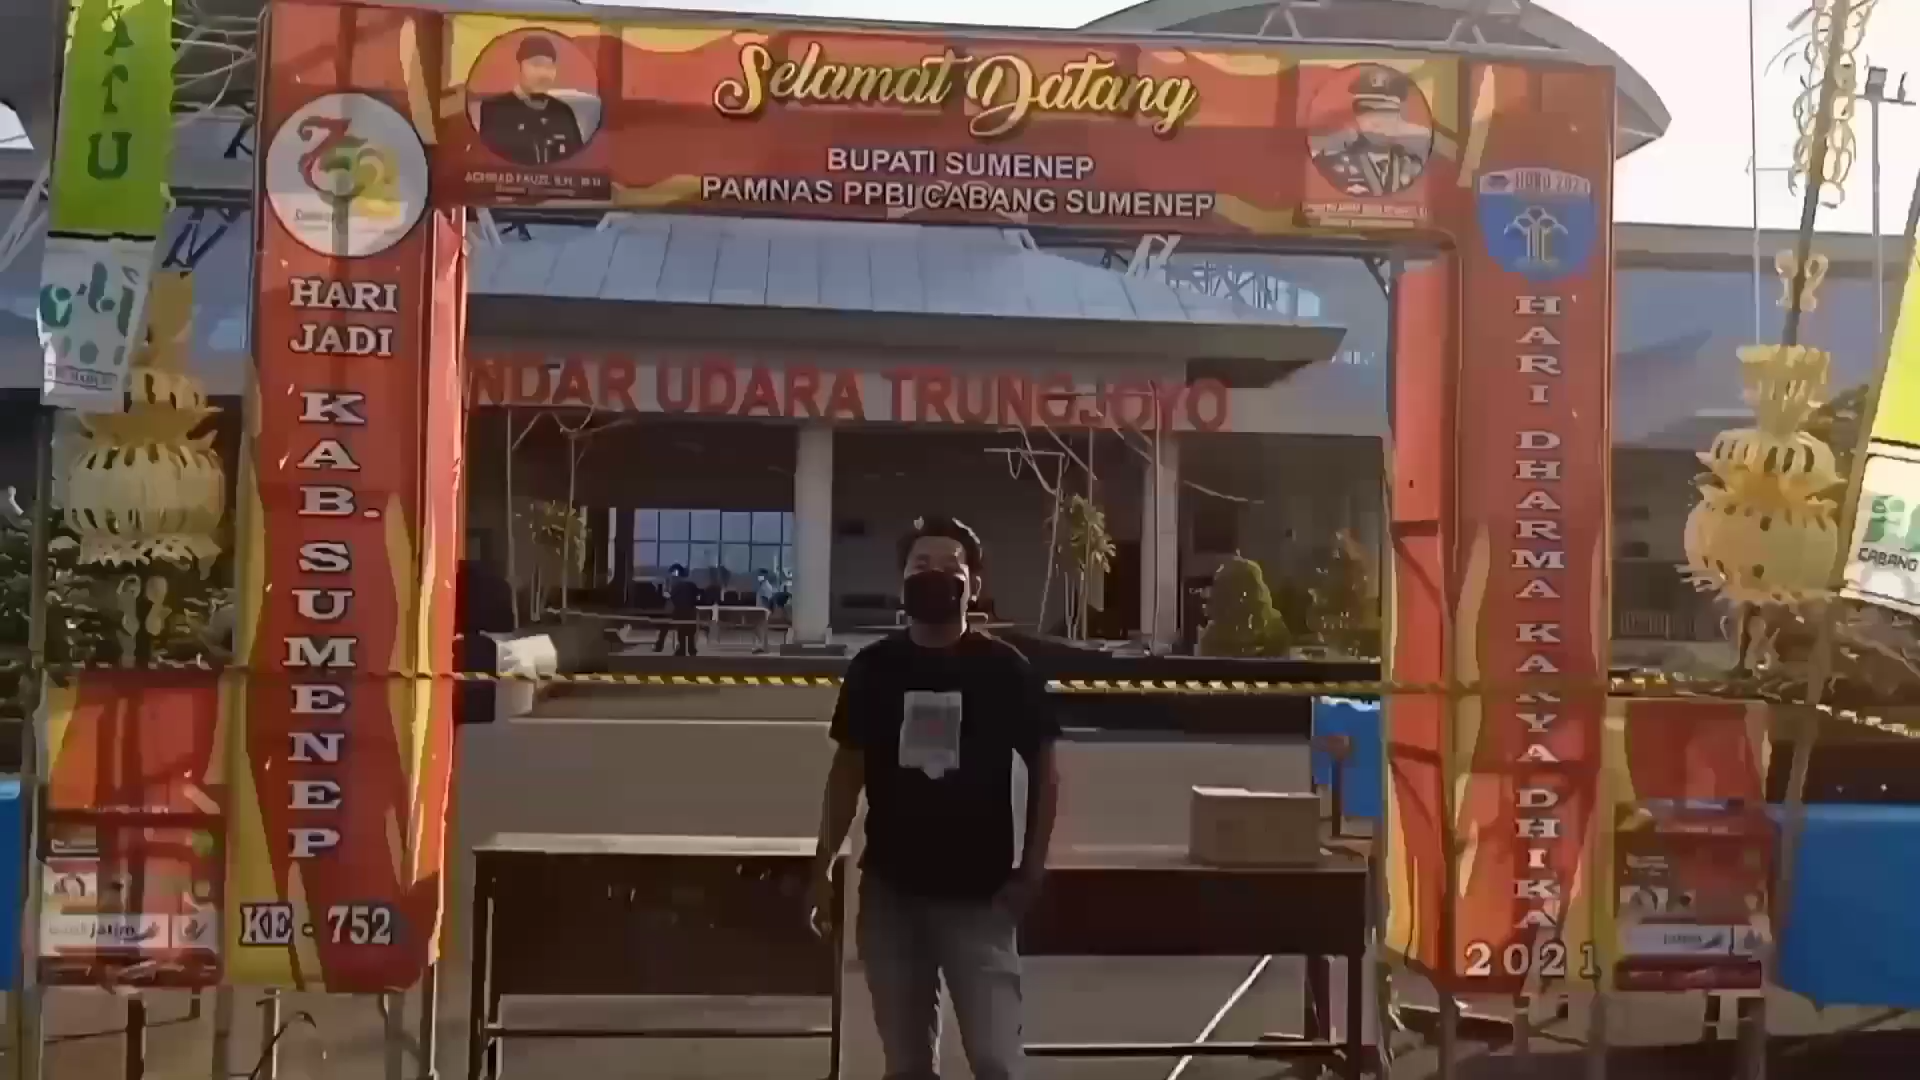 Selamat Datang
BUPATI SUMENEP
PAMNAS PPBI CABANG SUMENEP
HARI
JADI
KAB. SUMENEP
KE - 752
HARI DHARMA KARYA DHIKA
2021
NDAR UDARA TRUNOJOYO
CABANG